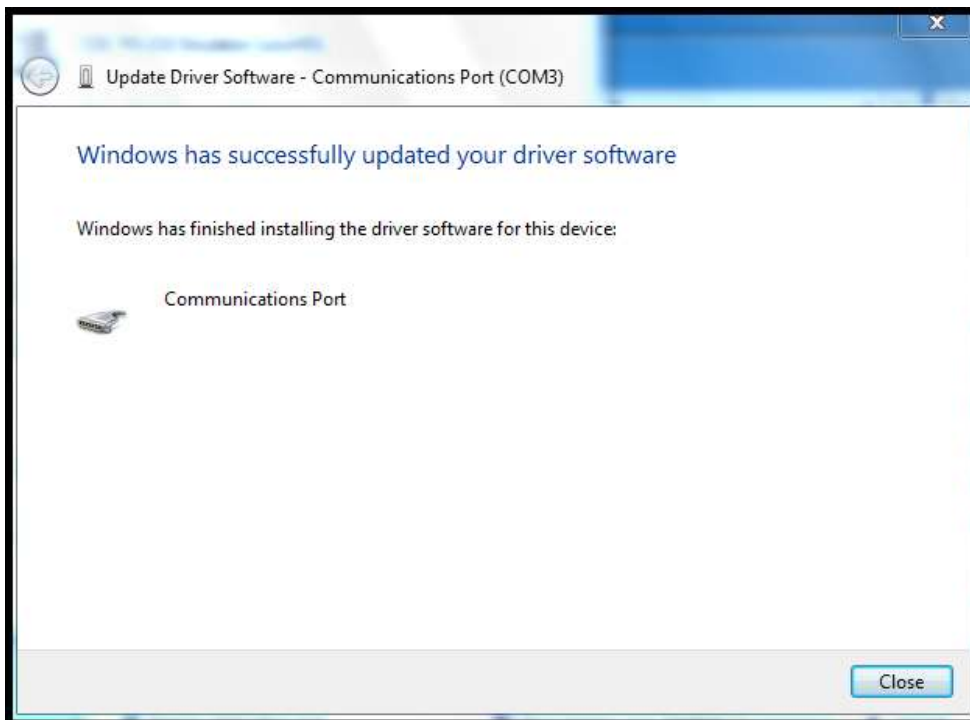 Update Driver Software - Communications Port (COM3)
Windows has successfully updated your driver software
Windows has finished installing the driver software for this device:
Communications Port
Close